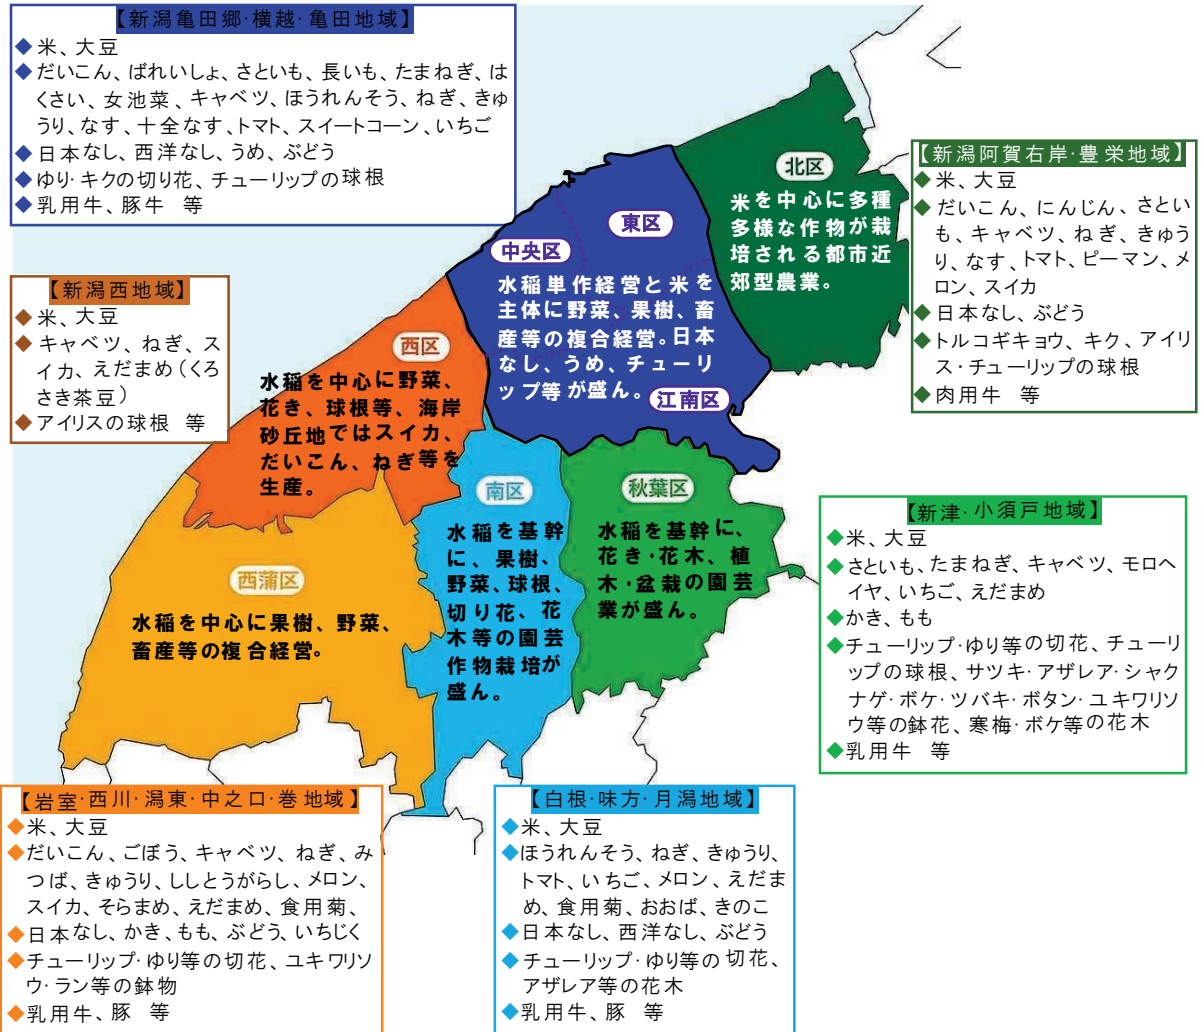 【新潟亀田郷・横越・亀田地域】
◆米、大豆
◆だいこん、ばれいしょ、さといも、長いも、たまねぎ、は
くさい、女池菜、キャベツ、ほうれんそう、ねぎ、きゅ
うり、なす、十全なす、トマト、スイートコーン、いちご
◆日本なし、西洋なし、うめ、ぶどう
◆ゆり・キクの切り花、チューリップの球根
◆乳用牛、豚牛 等
北区
米を中心に多種
多様な作物が栽
培される都市近
郊型農業。
【新潟阿賀右岸・豊栄地域】
◆米、大豆
◆だいこん、にんじん、さとい
も、キャベツ、ねぎ、きゅう
り、なす、トマト、ピーマン、メ
ロン、スイカ
◆日本なし、ぶどう
◆トルコギキョウ、キク、アイリ
ス・チューリップの球根
◆肉用牛 等
東区
中央区
水稲単作経営と米を
主体に野菜、果樹、畜
産等の複合経営。日本
なし、うめ、チューリ
ップ等が盛ん。
江南区
【新潟西地域】
◆米、大豆
◆キャベツ、ねぎ、ス
イカ、えだまめ（くろ
さき茶豆）
◆アイリスの球根 等
西区
水稲を中心に野菜、
花き、球根等、海岸
砂丘地ではスイカ、
だいこん、ねぎ等を
生産。
南区
水稲を基幹
に、果樹、
野菜、球根、
切り花、花
木等の園芸
作物栽培が
盛ん。
秋葉区
水稲を基幹に、
花き・花木、植
木・盆栽の園芸
業が盛ん。
【新津・小須戸地域】
◆米、大豆
◆さといも、たまねぎ、キャベツ、モロヘ
イヤ、いちご、えだまめ
◆かき、もも
◆チューリップ・ゆり等の切花、チューリ
ップの球根、サツキ・アザレア・シャク
ナゲ・ボケ・ツバキ・ボタン・ユキワリソ
ウ等の鉢花、寒梅・ボケ等の花木
◆乳用牛 等
西蒲区
水稲を中心に果樹、野菜、
畜産等の複合経営。
【岩室・西川・潟東・中之口・巻地域】
◆米、大豆
◆だいこん、ごぼう、キャベツ、ねぎ、み
つば、きゅうり、ししとうがらし、メロン、
スイカ、そらまめ、えだまめ、食用菊、
◆日本なし、かき、もも、ぶどう、いちじく
◆チューリップ・ゆり等の切花、ユキワリソ
ウ・ラン等の鉢物
◆乳用牛、豚 等
【白根・味方・月潟地域】
◆米、大豆
◆ほうれんそう、ねぎ、きゅうり、
トマト、いちご、メロン、えだま
め、食用菊、おおば、きのこ
◆日本なし、西洋なし、ぶどう
◆チューリップ・ゆり等の切花、
アザレア等の花木
◆乳用牛、豚 等